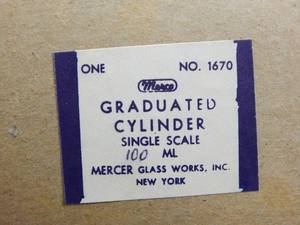 ONE NO. 1670
Merco
GRADUATED
CYLINDER
SINGLE SCALE
100 ML
MERCER GLASS WORKS, INC.
NEW YORK